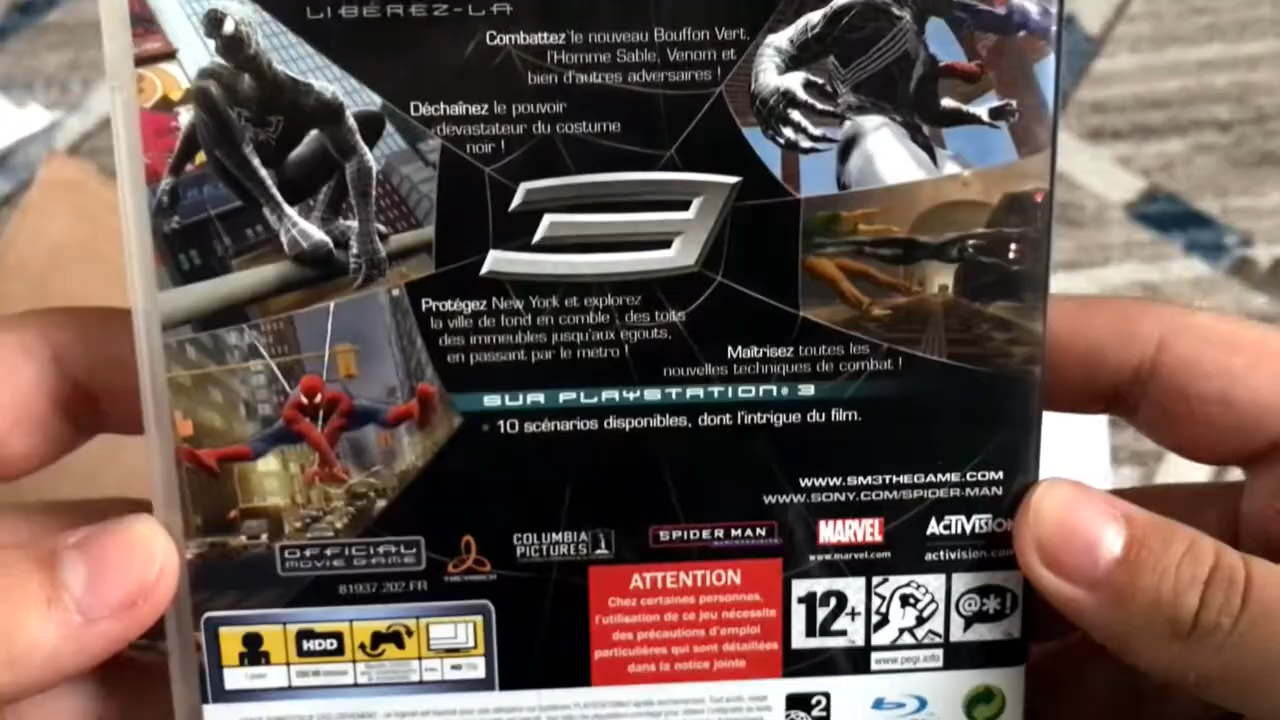 LIBÉREZ-LA
Combattez le nouveau Bouffon Vert,
l'Homme Sable, Venom et
bien d'autres adversaires !
Déchaînez le pouvoir
dévastateur du costume
noir !
3
Protégez New York et explorez
la ville de fond en comble : des toits
des immeubles jusqu'aux égouts,
en passant par le métro !
Maîtrisez toutes les
nouvelles techniques de combat !
SUR PLAYSTATION® 3
• 10 scénarios disponibles, dont l'intrigue du film.
WWW.SM3THEGAME.COM
WWW.SONY.COM/SPIDER-MAN
OFFICIAL
MOVIE GAME
COLUMBIA
PICTURES
SPIDER MAN
MARVEL
www.marvel.com
ACTIVISION
activision.com
81937.202.FR
HDD
ATTENTION
Chez certaines personnes,
l'utilisation de ce jeu nécessite
des précautions d'emploi
particulières qui sont détaillées
dans la notice jointe
12+
@*!
www.pegi.info
2